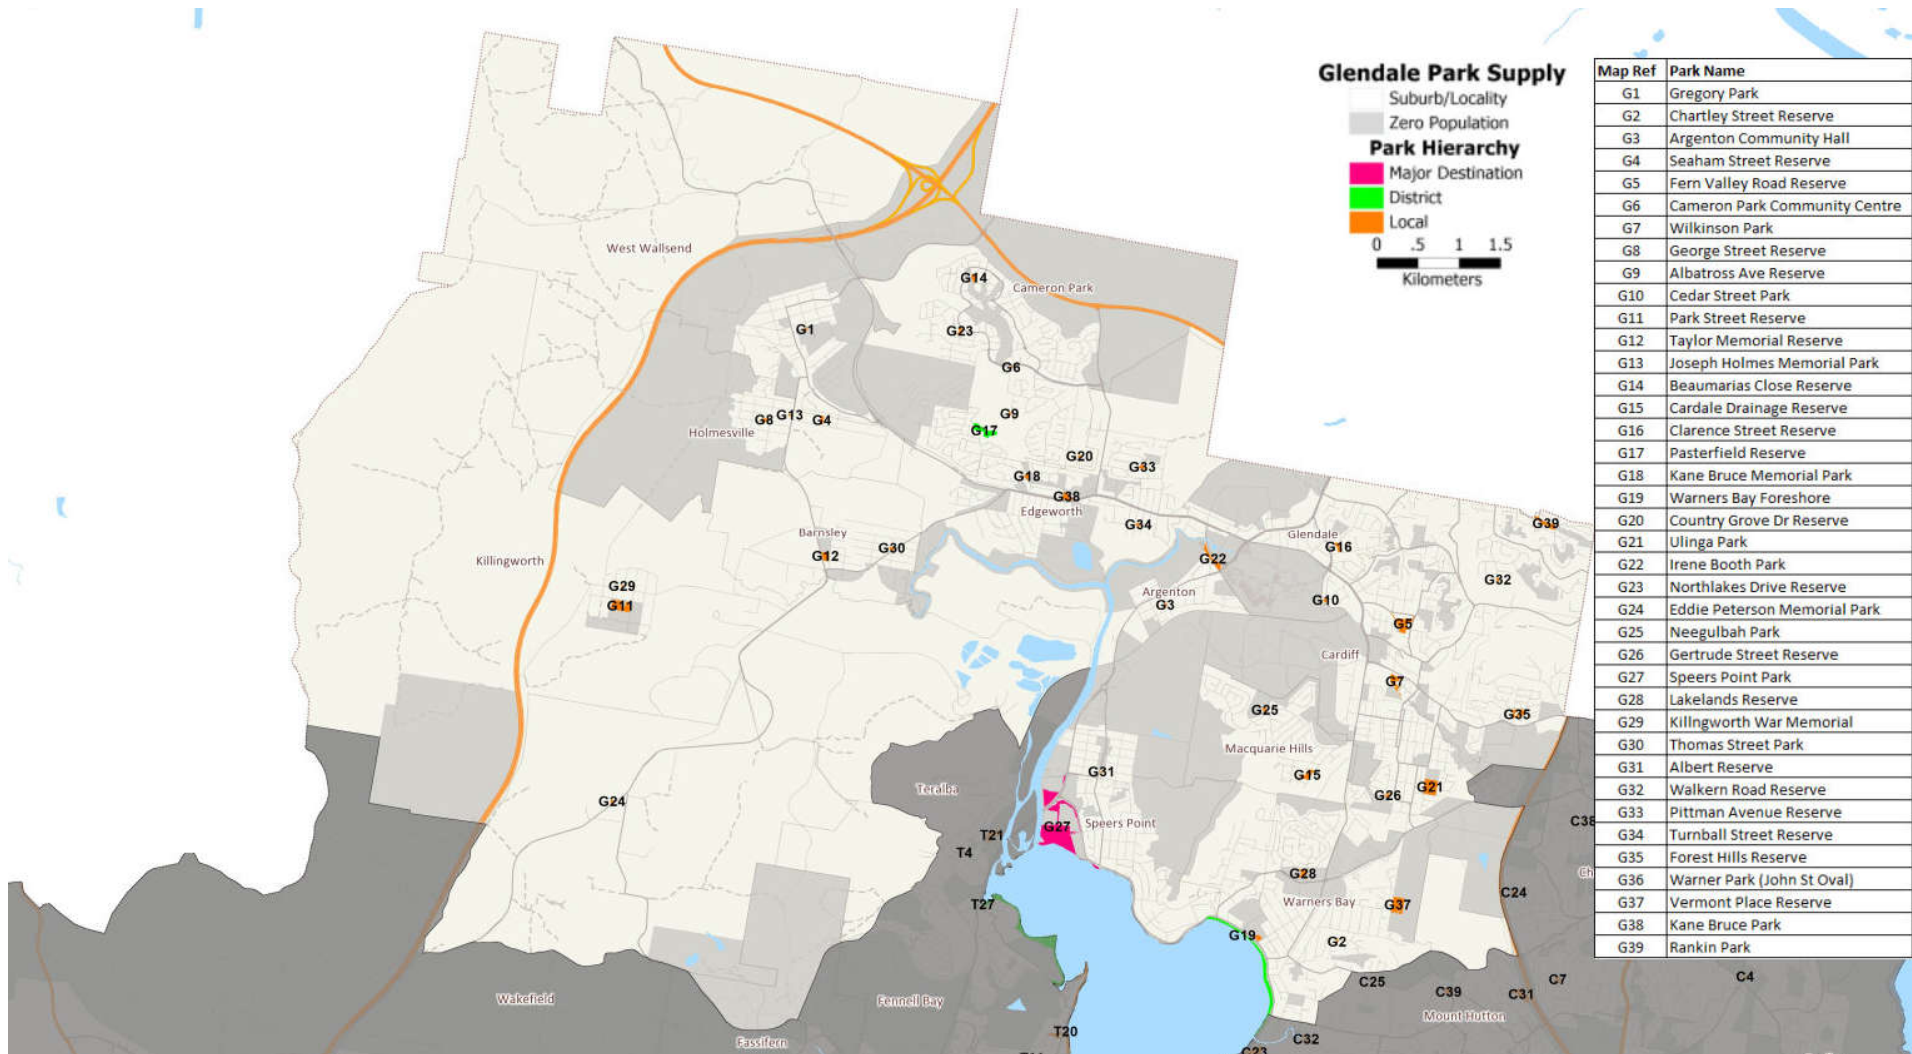 Glendale Park Supply
Suburb/Locality
Zero Population
Park Hierarchy
Major Destination
District
Local
0 .5 1 1.5
Kilometers
Map Ref Park Name
G1 Gregory Park
G2 Chartley Street Reserve
G3 Argenton Community Hall
G4 Seaham Street Reserve
G5 Fern Valley Road Reserve
G6 Cameron Park Community Centre
G7 Wilkinson Park
G8 George Street Reserve
G9 Albatross Ave Reserve
G10 Cedar Street Park
G11 Park Street Reserve
G12 Taylor Memorial Reserve
G13 Joseph Holmes Memorial Park
G14 Beaumarias Close Reserve
G15 Cardale Drainage Reserve
G16 Clarence Street Reserve
G17 Pasterfield Reserve
G18 Kane Bruce Memorial Park
G19 Warners Bay Foreshore
G20 Country Grove Dr Reserve
G21 Ulinga Park
G22 Irene Booth Park
G23 Northlakes Drive Reserve
G24 Eddie Peterson Memorial Park
G25 Neegulbah Park
G26 Gertrude Street Reserve
G27 Speers Point Park
G28 Lakelands Reserve
G29 Killngworth War Memorial
G30 Thomas Street Park
G31 Albert Reserve
G32 Walkern Road Reserve
G33 Pittman Avenue Reserve
G34 Turnball Street Reserve
G35 Forest Hills Reserve
G36 Warner Park (John St Oval)
G37 Vermont Place Reserve
G38 Kane Bruce Park
G39 Rankin Park
West Wallsend
G14
Cameron Park
G1
G23
G6
G8 G13 G4
G9
Holmesville
G17
G20
G33
G18
G38
Edgeworth
G34
G39
Barnsley
G30
G12
Glendale
G16
G22
Killingworth
G29
G11
G32
Argenton
G3
G10
G5
Cardiff
G7
G25
G35
Macquarie Hills
G31
G15
G21
G26
Teralba
G24
G27
Speers Point
T21
T4
C38
G28
Ch
C24
Warners Bay
G37
T27
G19
G2
C25
C39
C31
C7
C4
Wakefield
Fennell Bay
Mount Hutton
T20
C32
Fassifern
C23